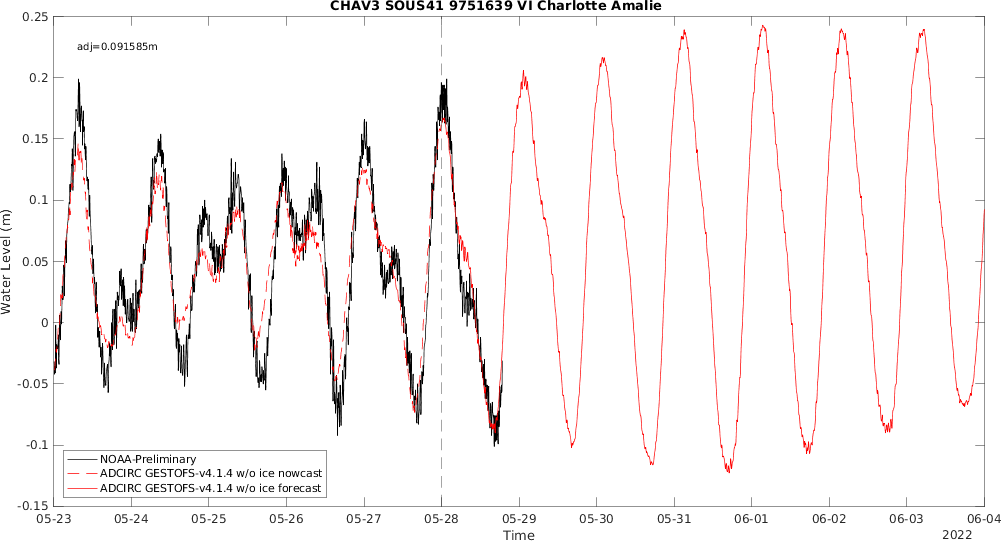 CHAV3 SOUS41 9751639 VI Charlotte Amalie
adj=0.091585m
0.25
0.2
0.15
0.1
0.05
0
-0.05
-0.1
-0.15
Water Level (m)
NOAA-Preliminary
ADCIRC GESTOFS-v4.1.4 w/o ice nowcast
ADCIRC GESTOFS-v4.1.4 w/o ice forecast
05-23 05-24 05-25 05-26 05-27 05-28 05-29 05-30 05-31 06-01 06-02 06-03 06-04
Time
2022